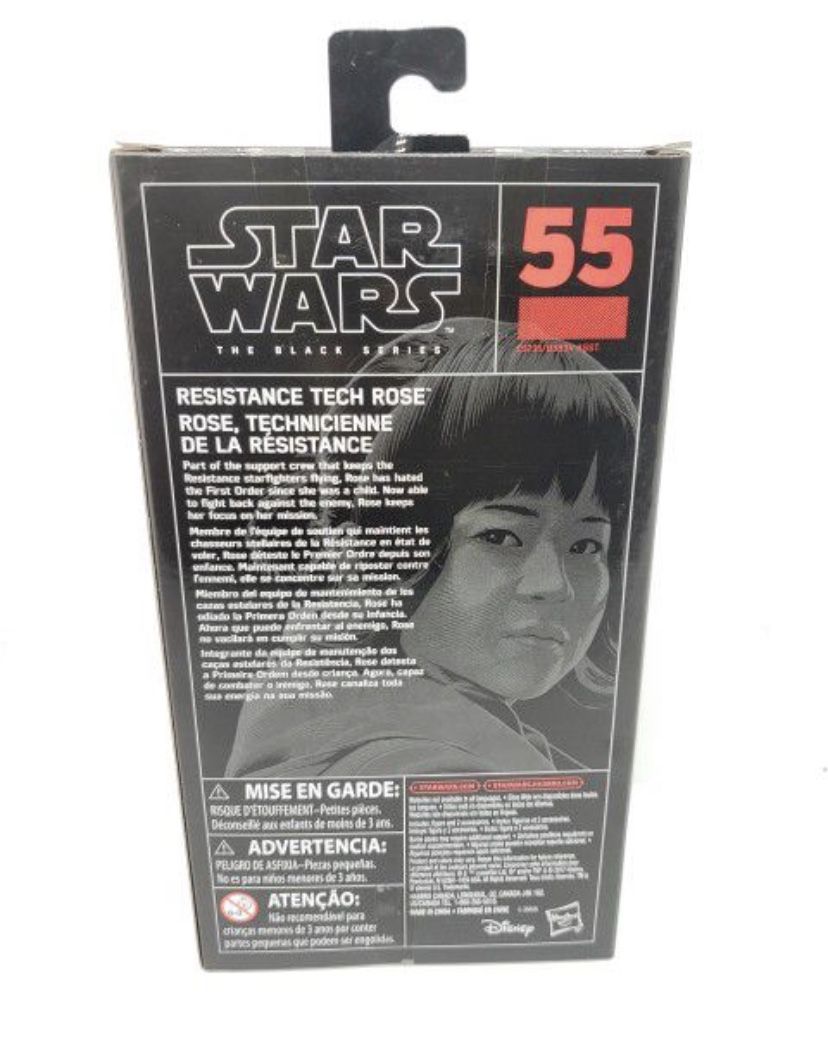 STAR
WARS
THE BLACK SERIES
55
RESISTANCE TECH ROSE™
ROSE, TECHNICIENNE
DE LA RÉSISTANCE
Part of the support crew that keeps the
Resistance starfighters flying, Rose has hated
the First Order since she was a child. Now able
to fight back against the enemy, Rose keeps
her focus on her mission.
Membre de l'équipe de soutien qui maintient les
chasseurs stellaires de la Résistance en état de
voler, Rose déteste le Premier Ordre depuis son
enfance. Maintenant capable de riposter contre
l'ennemi, elle se concentre sur sa mission.
Miembro del equipo de mantenimiento de los
cazas estelares de la Resistencia, Rose ha
odiado la Primera Orden desde su infancia.
Ahora que puede enfrentar al enemigo, Rose
no vacilará en cumplir su misión.
Integrante da equipe de manutenção dos
caças estelares da Resistência, Rose detesta
a Primeira Ordem desde criança. Agora, capaz
de combater o inimigo, Rose canaliza toda
sua energia na sua missão.
⚠ MISE EN GARDE:
RISQUE D'ÉTOUFFEMENT–Petites pièces.
Déconseillé aux enfants de moins de 3 ans.
⚠ ADVERTENCIA:
PELIGRO DE ASFIXIA–Piezas pequeñas.
No es para niños menores de 3 años.
0-3
ATENÇÃO:
Não recomendável para
crianças menores de 3 anos por conter
partes pequenas que podem ser engolidas.
• STARWARS.COM • STARWARS.HASBRO.COM
Disney
Hasbro